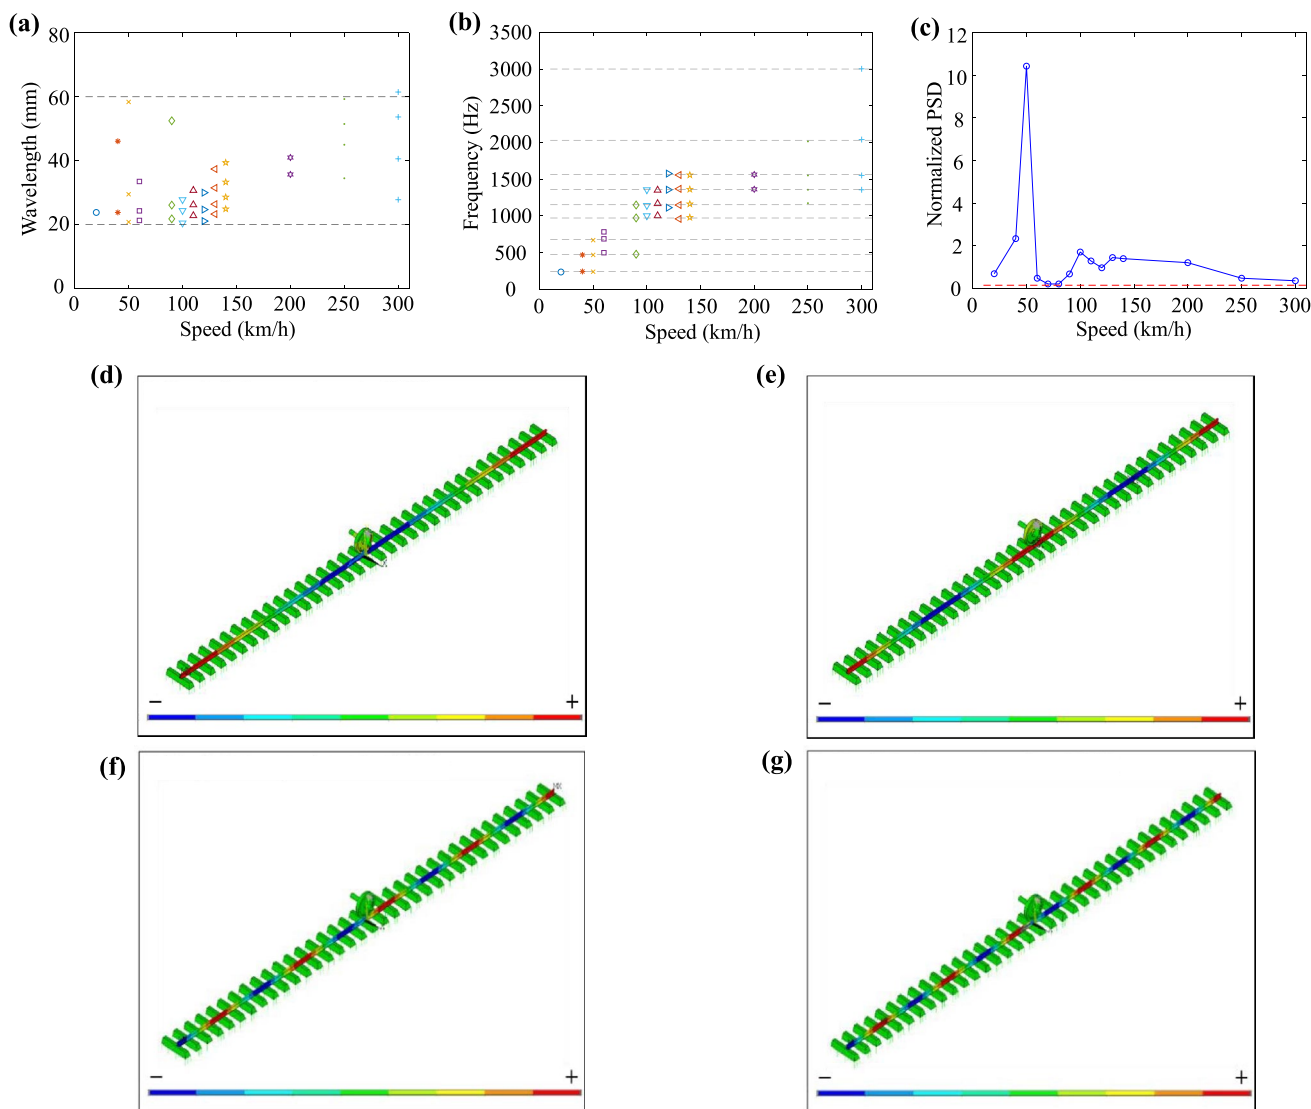 (a)
80
60
40
20
0
Wavelength (mm)
0 50 100 150 200 250 300
Speed (km/h)
(b)
3500
3000
2500
2000
1500
1000
500
0
Frequency (Hz)
0 50 100 150 200 250 300
Speed (km/h)
(c)
12
10
8
6
4
2
0
Normalized PSD
0 50 100 150 200 250 300
Speed (km/h)
(d)
− +
(e)
− +
(f)
− +
(g)
− +